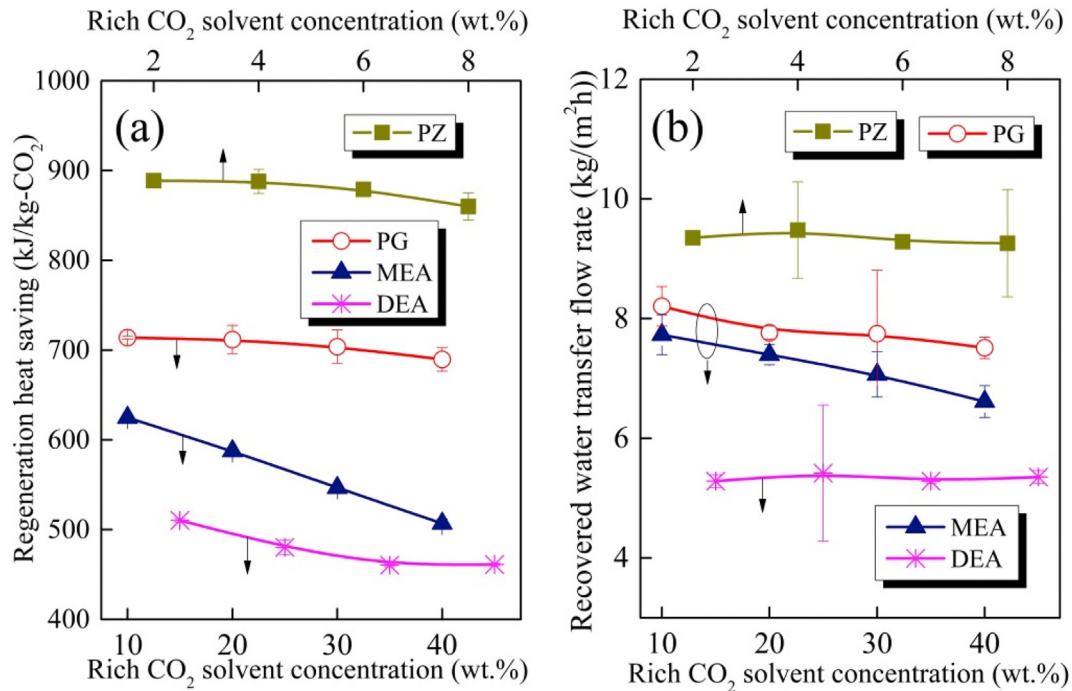 Rich CO₂ solvent concentration (wt.%)
2 4 6 8
1000
900
800
700
600
500
400
Regeneration heat saving (kJ/kg-CO₂)
(a)
PZ
PG
MEA
DEA
10 20 30 40
Rich CO₂ solvent concentration (wt.%)
Rich CO₂ solvent concentration (wt.%)
2 4 6 8
12
10
8
6
4
Recovered water transfer flow rate (kg/(m²h))
(b)
PZ
PG
MEA
DEA
10 20 30 40
Rich CO₂ solvent concentration (wt.%)